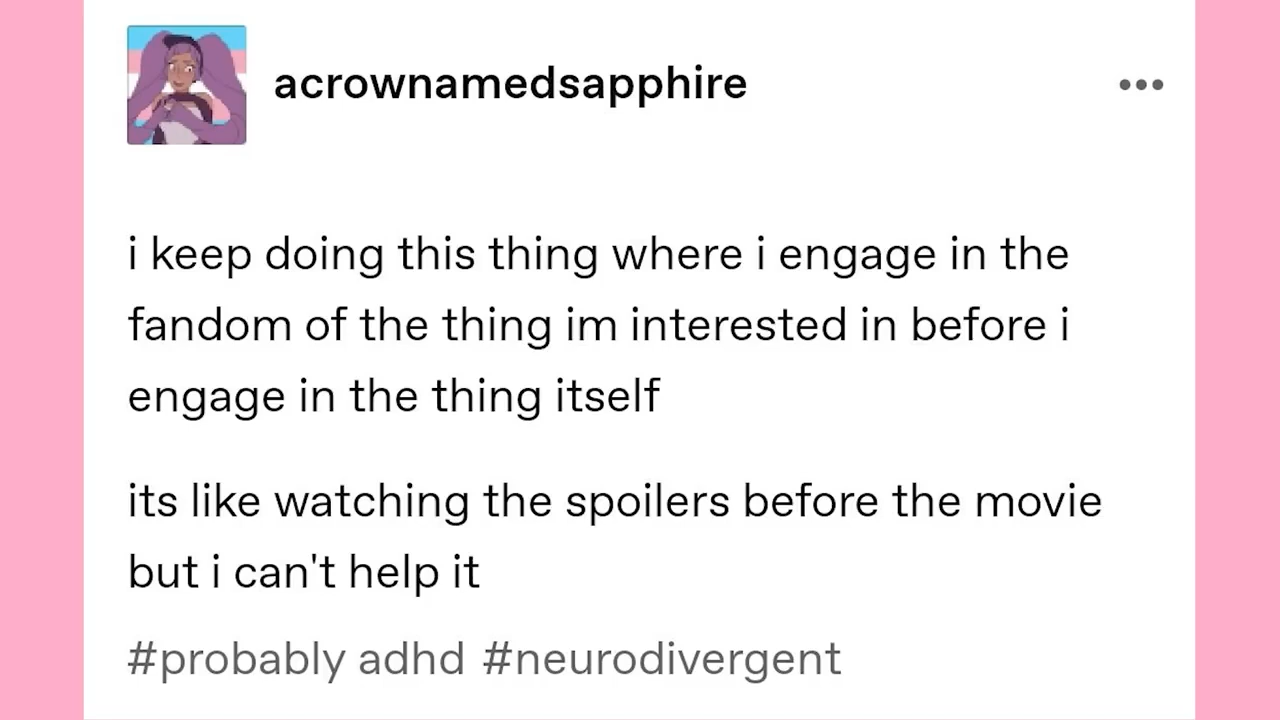 acrownamedsapphire
i keep doing this thing where i engage in the
fandom of the thing im interested in before i
engage in the thing itself
its like watching the spoilers before the movie
but i can't help it
#probably adhd #neurodivergent